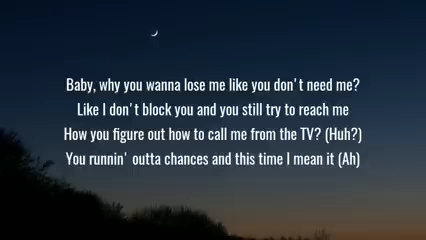 Baby, why you wanna lose me like you don't need me?
Like I don't block you and you still try to reach me
How you figure out how to call me from the TV? (Huh?)
You runnin' outta chances and this time I mean it (Ah)